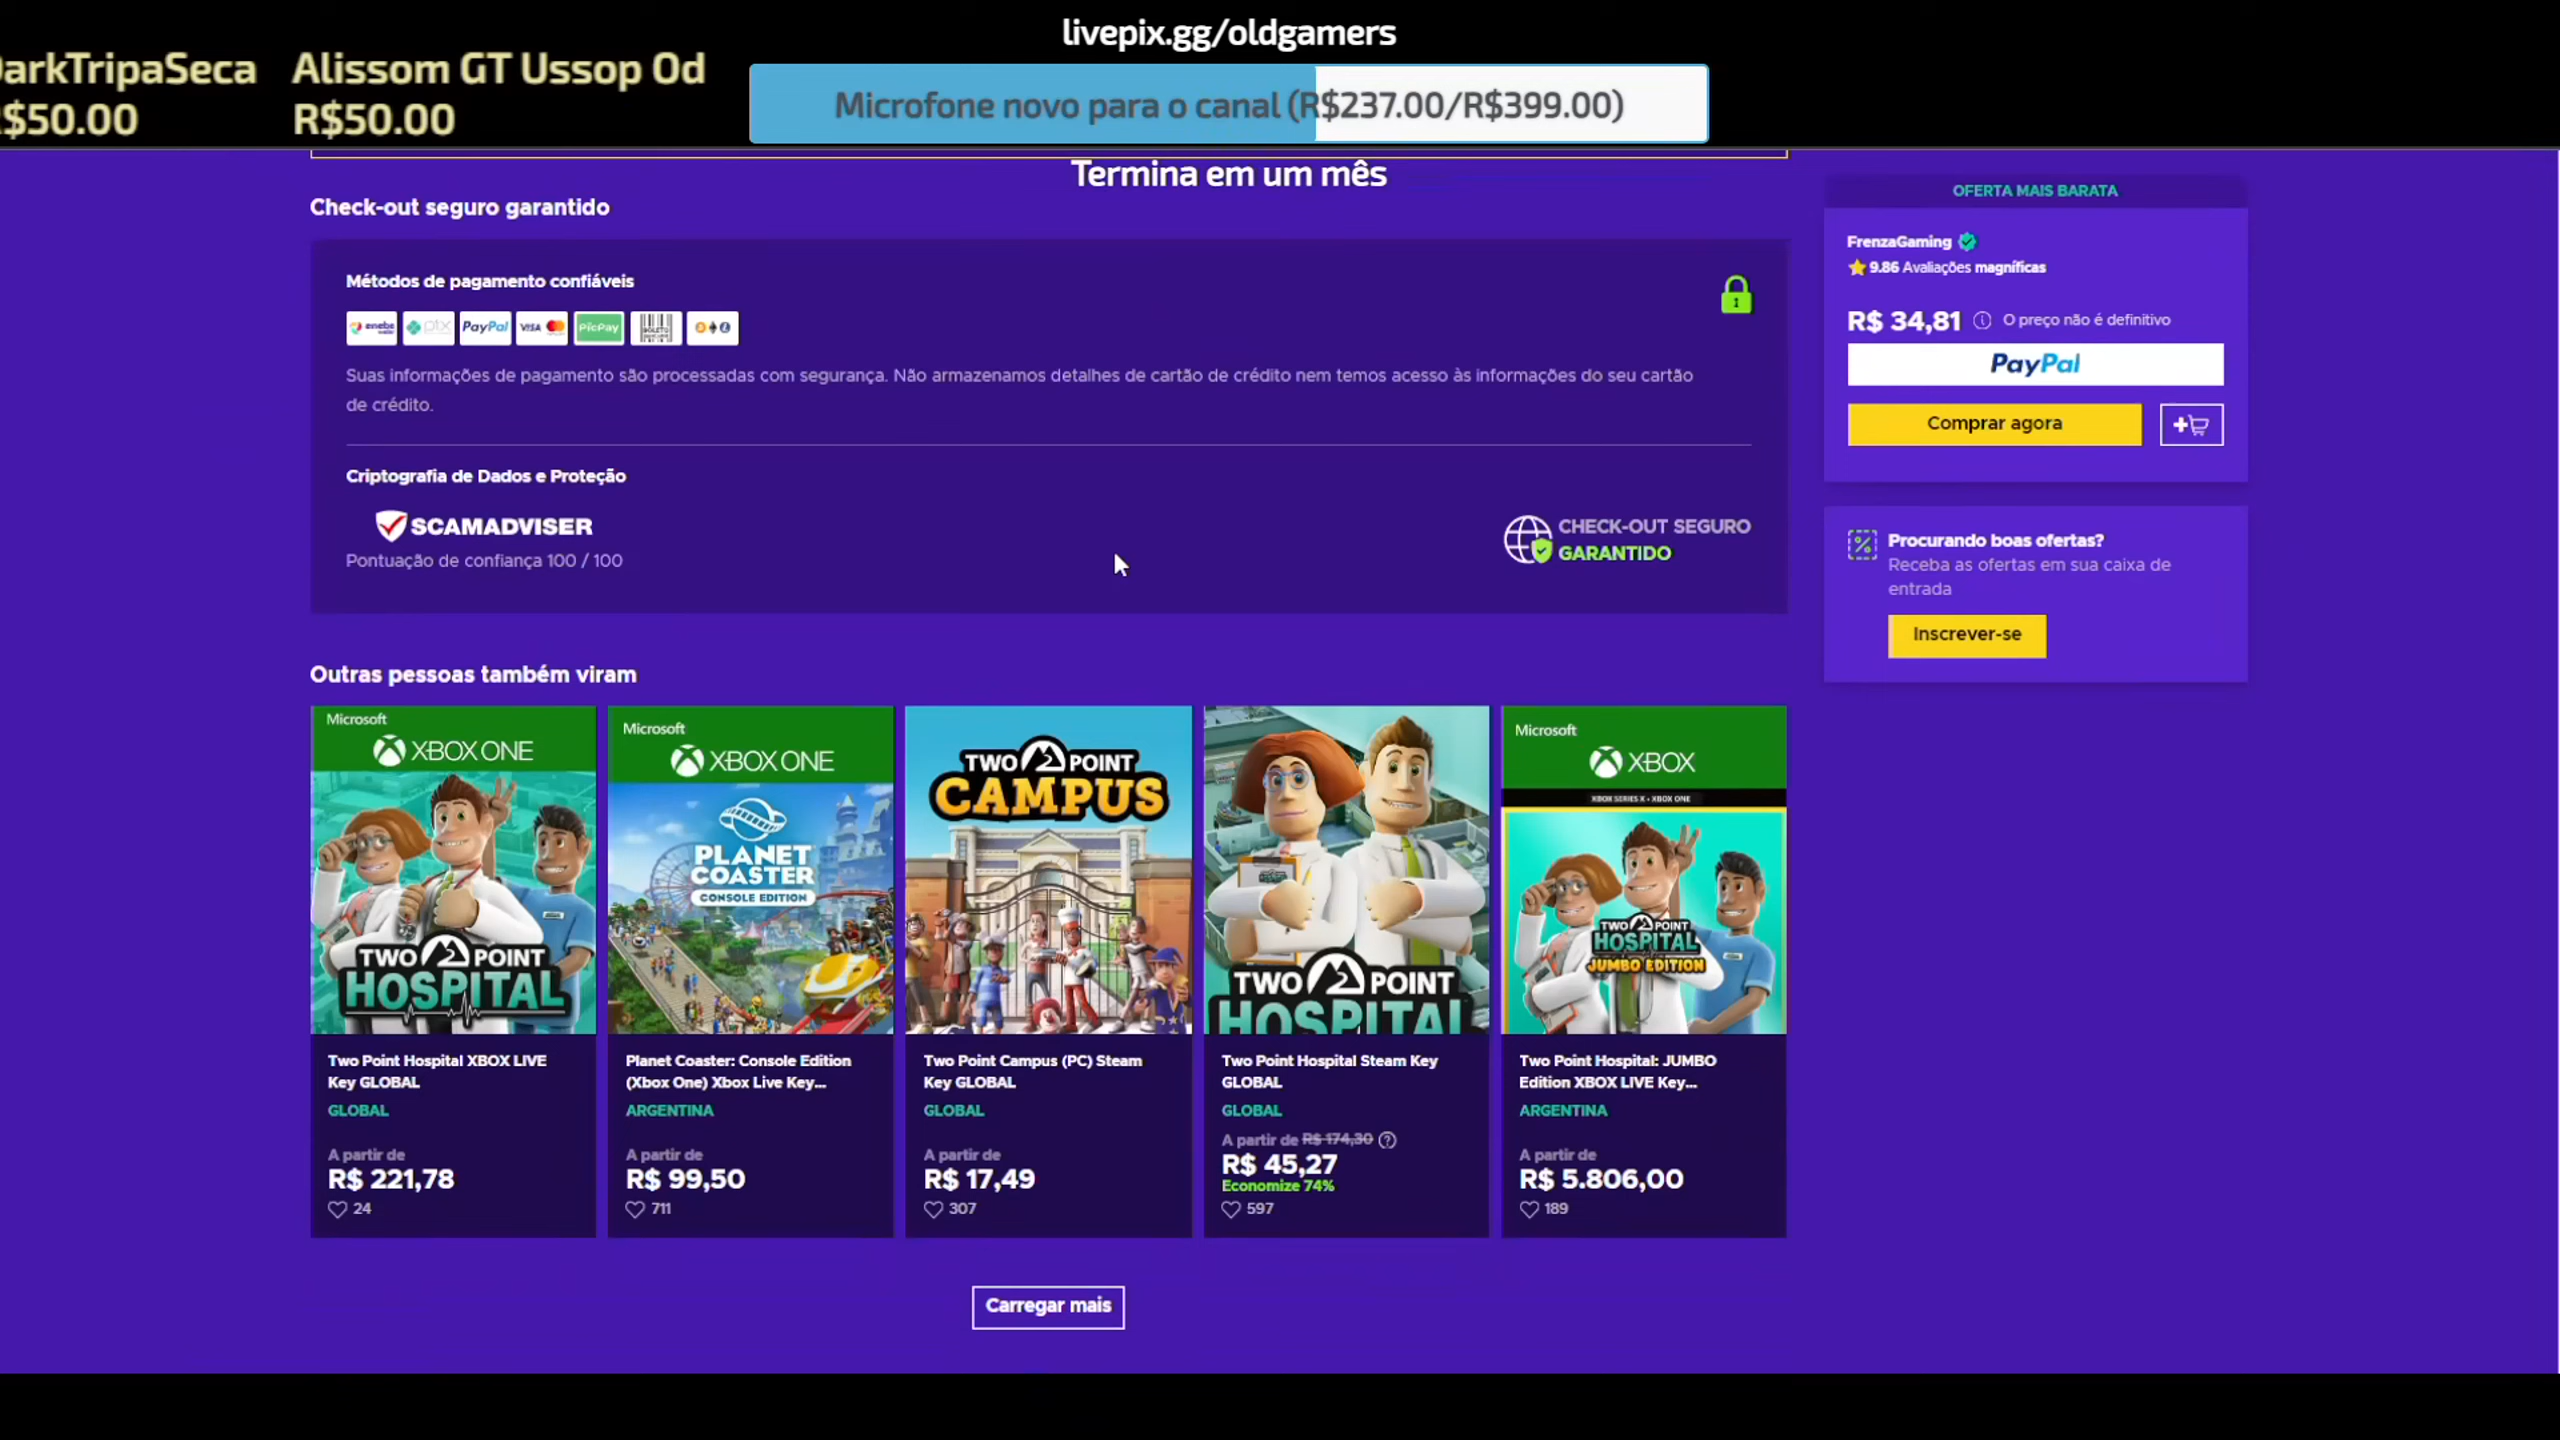 livepix.gg/oldgamers
arkTripaSeca
$50.00
Alissom GT Ussop Od
R$50.00
Microfone novo para o canal (R$237.00/R$399.00)
Termina em um mês
Check-out seguro garantido
Métodos de pagamento confiáveis
PayPal
VISA
PicPay
BOLETO
Suas informações de pagamento são processadas com segurança. Não armazenamos detalhes de cartão de crédito nem temos acesso às informações do seu cartão
de crédito.
Criptografia de Dados e Proteção
SCAMADVISER
Pontuação de confiança 100 / 100
CHECK-OUT SEGURO
GARANTIDO
OFERTA MAIS BARATA
FrenzaGaming
9.86 Avaliações magníficas
R$ 34,81 O preço não é definitivo
PayPal
Comprar agora
Procurando boas ofertas?
Receba as ofertas em sua caixa de
entrada
Inscrever-se
Outras pessoas também viram
Microsoft
XBOX ONE
TWO POINT
HOSPITAL
Two Point Hospital XBOX LIVE
Key GLOBAL
GLOBAL
A partir de
R$ 221,78
24
Microsoft
XBOX ONE
PLANET
COASTER
CONSOLE EDITION
Planet Coaster: Console Edition
(Xbox One) Xbox Live Key...
ARGENTINA
A partir de
R$ 99,50
711
TWO POINT
CAMPUS
Two Point Campus (PC) Steam
Key GLOBAL
GLOBAL
A partir de
R$ 17,49
307
TWO POINT
HOSPITAL
Two Point Hospital Steam Key
GLOBAL
GLOBAL
A partir de R$ 174,30
R$ 45,27
Economize 74%
597
Microsoft
XBOX
XBOX SERIES X • XBOX ONE
TWO POINT
HOSPITAL
JUMBO EDITION
Two Point Hospital: JUMBO
Edition XBOX LIVE Key...
ARGENTINA
A partir de
R$ 5.806,00
189
Carregar mais